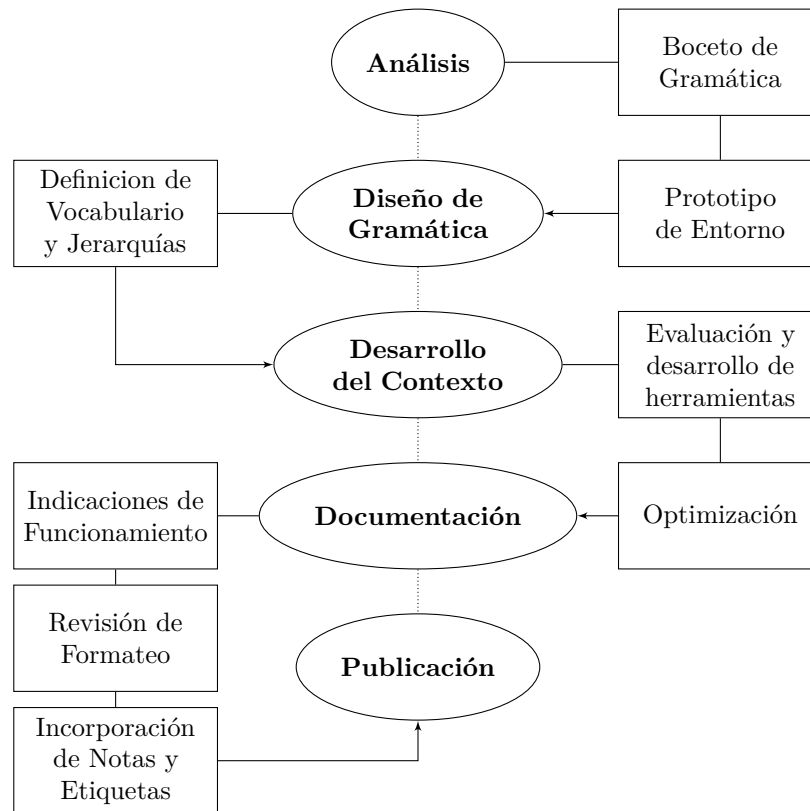 Análisis
Boceto de
Gramática
Definicion de
Vocabulario
y Jerarquías
Diseño de
Gramática
Prototipo
de Entorno
Desarrollo
del Contexto
Evaluación y
desarrollo de
herramientas
Indicaciones de
Funcionamiento
Documentación
Optimización
Revisión de
Formateo
Publicación
Incorporación
de Notas y
Etiquetas